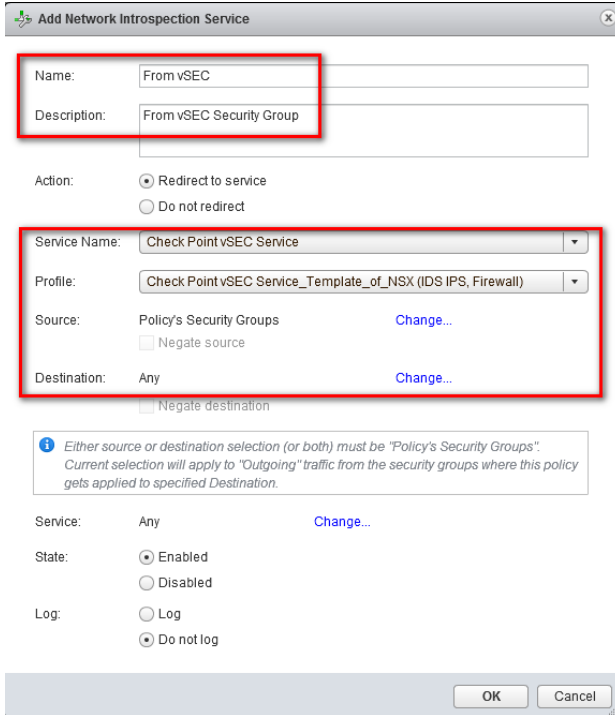 Add Network Introspection Service
Name: From vSEC
Description: From vSEC Security Group
Action: Redirect to service
Do not redirect
Service Name: Check Point vSEC Service
Profile: Check Point vSEC Service_Template_of_NSX (IDS IPS, Firewall)
Source: Policy's Security Groups Change...
Negate source
Destination: Any Change...
Negate destination
Either source or destination selection (or both) must be "Policy's Security Groups".
Current selection will apply to "Outgoing" traffic from the security groups where this policy
gets applied to specified Destination.
Service: Any Change...
State: Enabled
Disabled
Log: Log
Do not log
OK Cancel